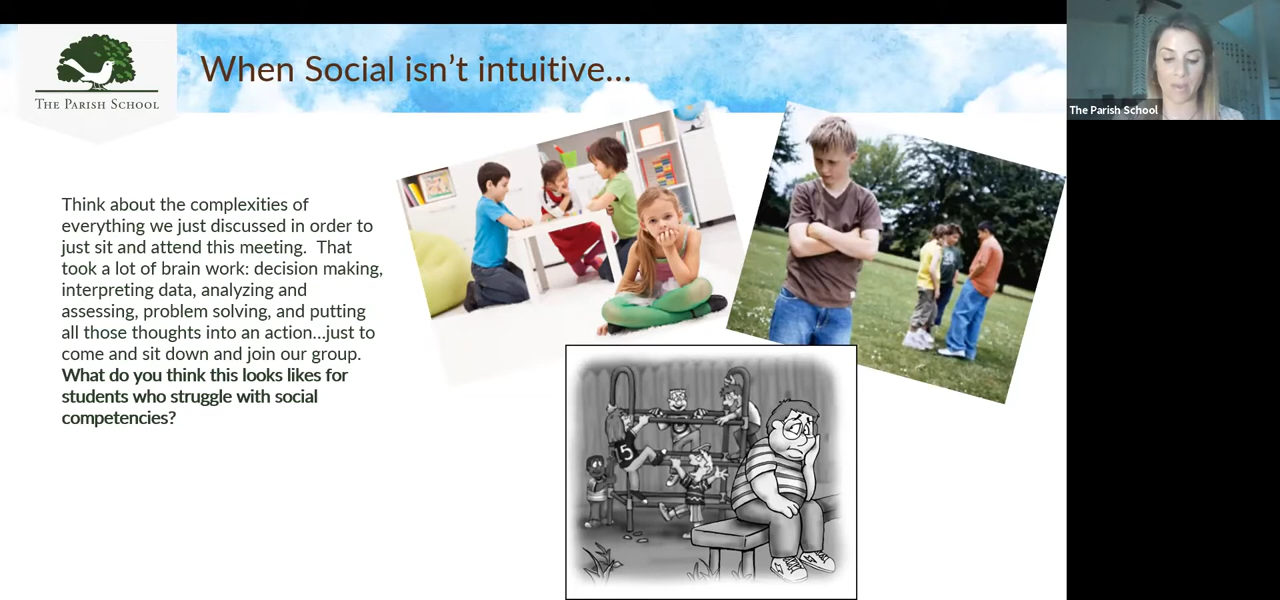 When Social isn't intuitive...
The Parish School
The Parish School
Think about the complexities of
everything we just discussed in order to
just sit and attend this meeting.  That
took a lot of brain work: decision making,
interpreting data, analyzing and
assessing, problem solving, and putting
all those thoughts into an action...just to
come and sit down and join our group.
What do you think this looks likes for
students who struggle with social
competencies?
15